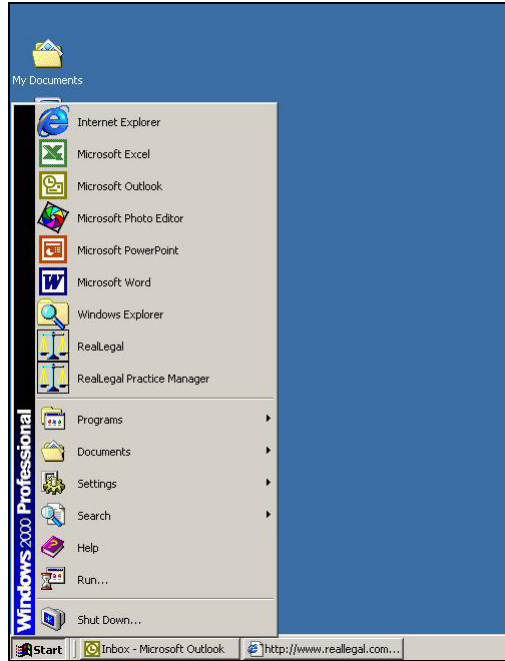 My Documents
Internet Explorer
Microsoft Excel
Microsoft Outlook
Microsoft Photo Editor
Microsoft PowerPoint
Microsoft Word
Windows Explorer
RealLegal
RealLegal Practice Manager
Programs
Documents
Settings
Search
Help
Run...
Shut Down...
Windows 2000 Professional
Start
Inbox - Microsoft Outlook
http://www.reallegal.com...